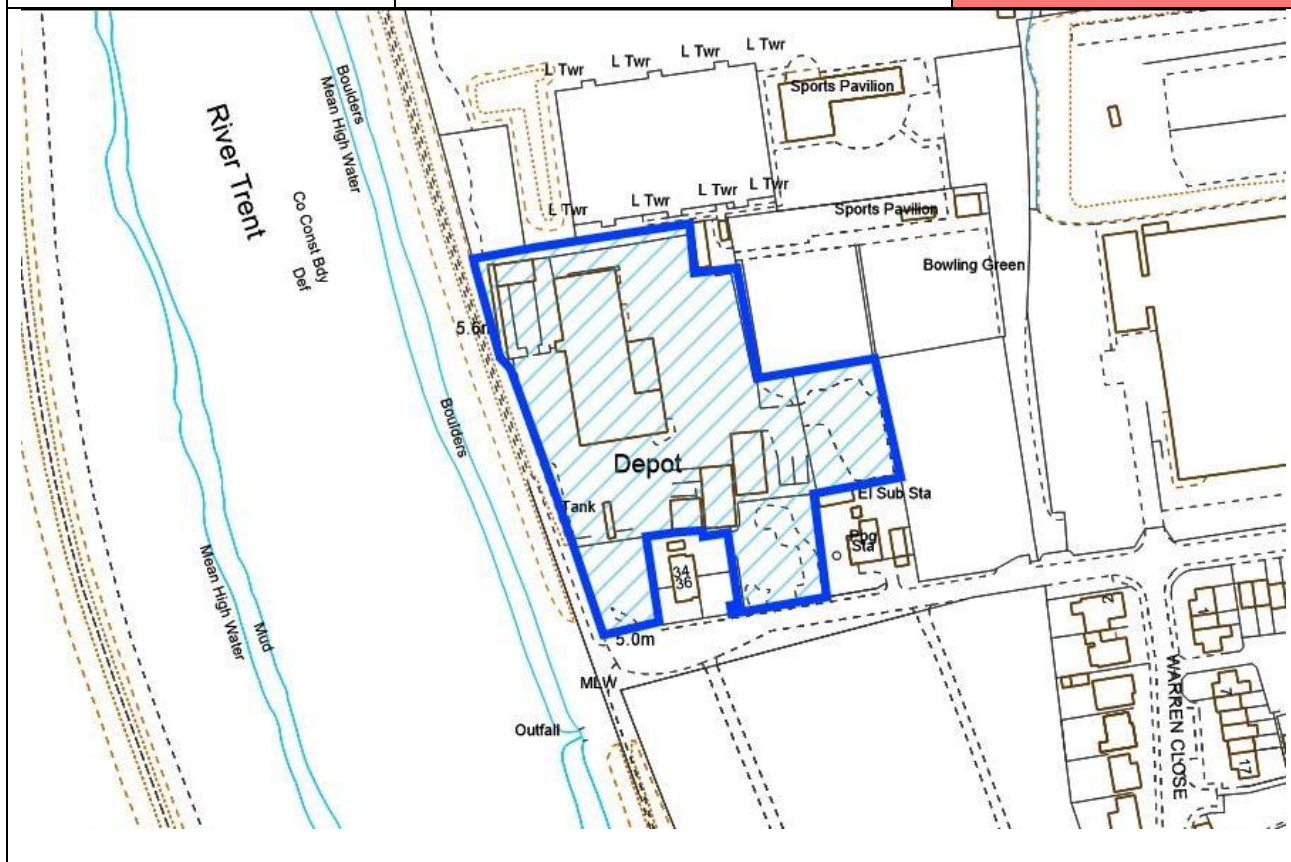 L Twr
L Twr
L Twr
L Twr
Boulders
Mean High Water
Sports Pavilion
River Trent
Co Const Bdy
Def
L Twr
L Twr
L Twr
L Twr
Sports Pavilion
Bowling Green
5.6m
Boulders
Depot
El Sub Sta
Tank
Ppg
Sta
34
36
Mean High Water
Mud
5.0m
MLW
Outfall
2
1
7
17
WARREN CLOSE